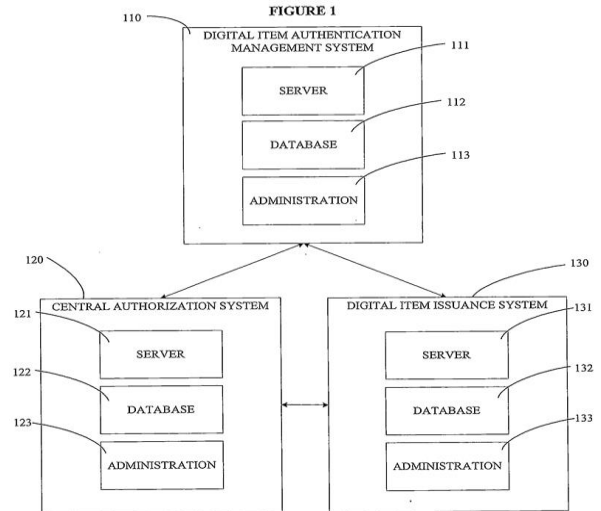 FIGURE 1
110
DIGITAL ITEM AUTHENTICATION
MANAGEMENT SYSTEM
111
SERVER
112
DATABASE
113
ADMINISTRATION
120
130
CENTRAL AUTHORIZATION SYSTEM
DIGITAL ITEM ISSUANCE SYSTEM
121
SERVER
131
SERVER
122
DATABASE
132
DATABASE
123
ADMINISTRATION
133
ADMINISTRATION